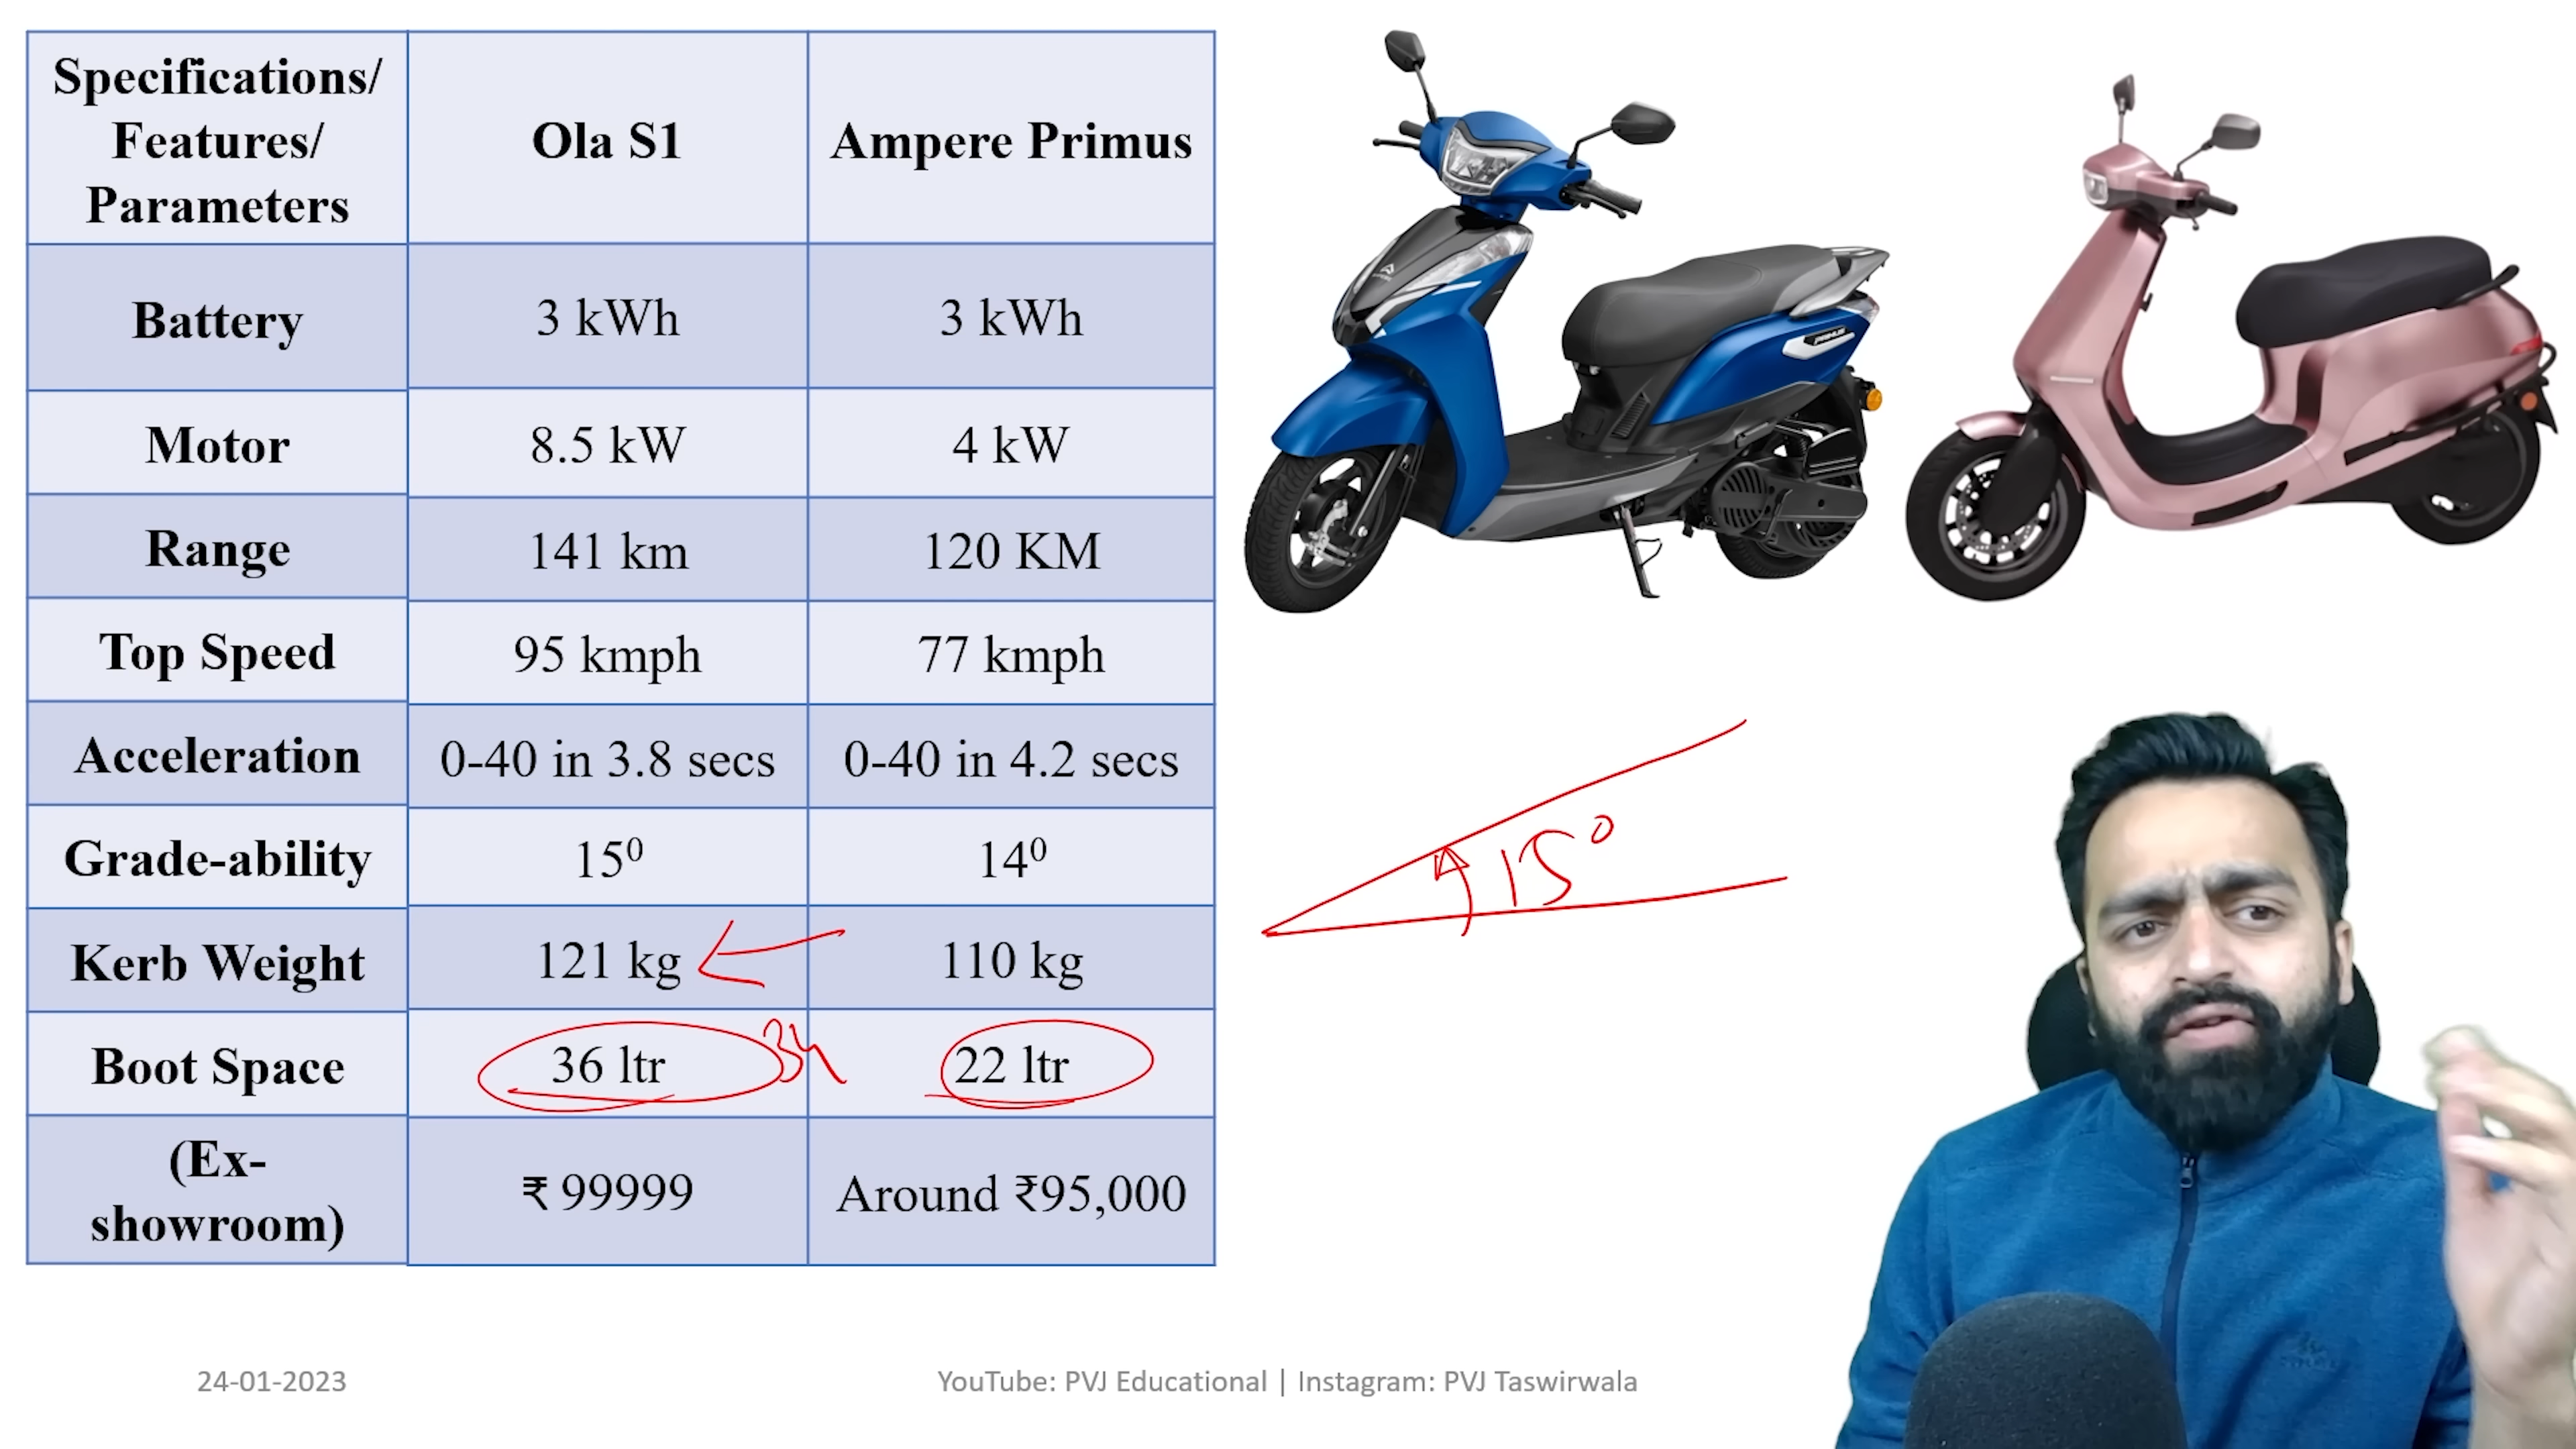 Specifications/
Features/
Parameters
Ola S1
Ampere Primus
Battery
3 kWh
3 kWh
Motor
8.5 kW
4 kW
Range
141 km
120 KM
Top Speed
95 kmph
77 kmph
Acceleration
0-40 in 3.8 secs
0-40 in 4.2 secs
Grade-ability
15⁰
14⁰
Kerb Weight
121 kg
110 kg
Boot Space
36 ltr
34
22 ltr
(Ex-
showroom)
₹ 99999
Around ₹95,000
15°
24-01-2023
YouTube: PVJ Educational | Instagram: PVJ Taswirwala